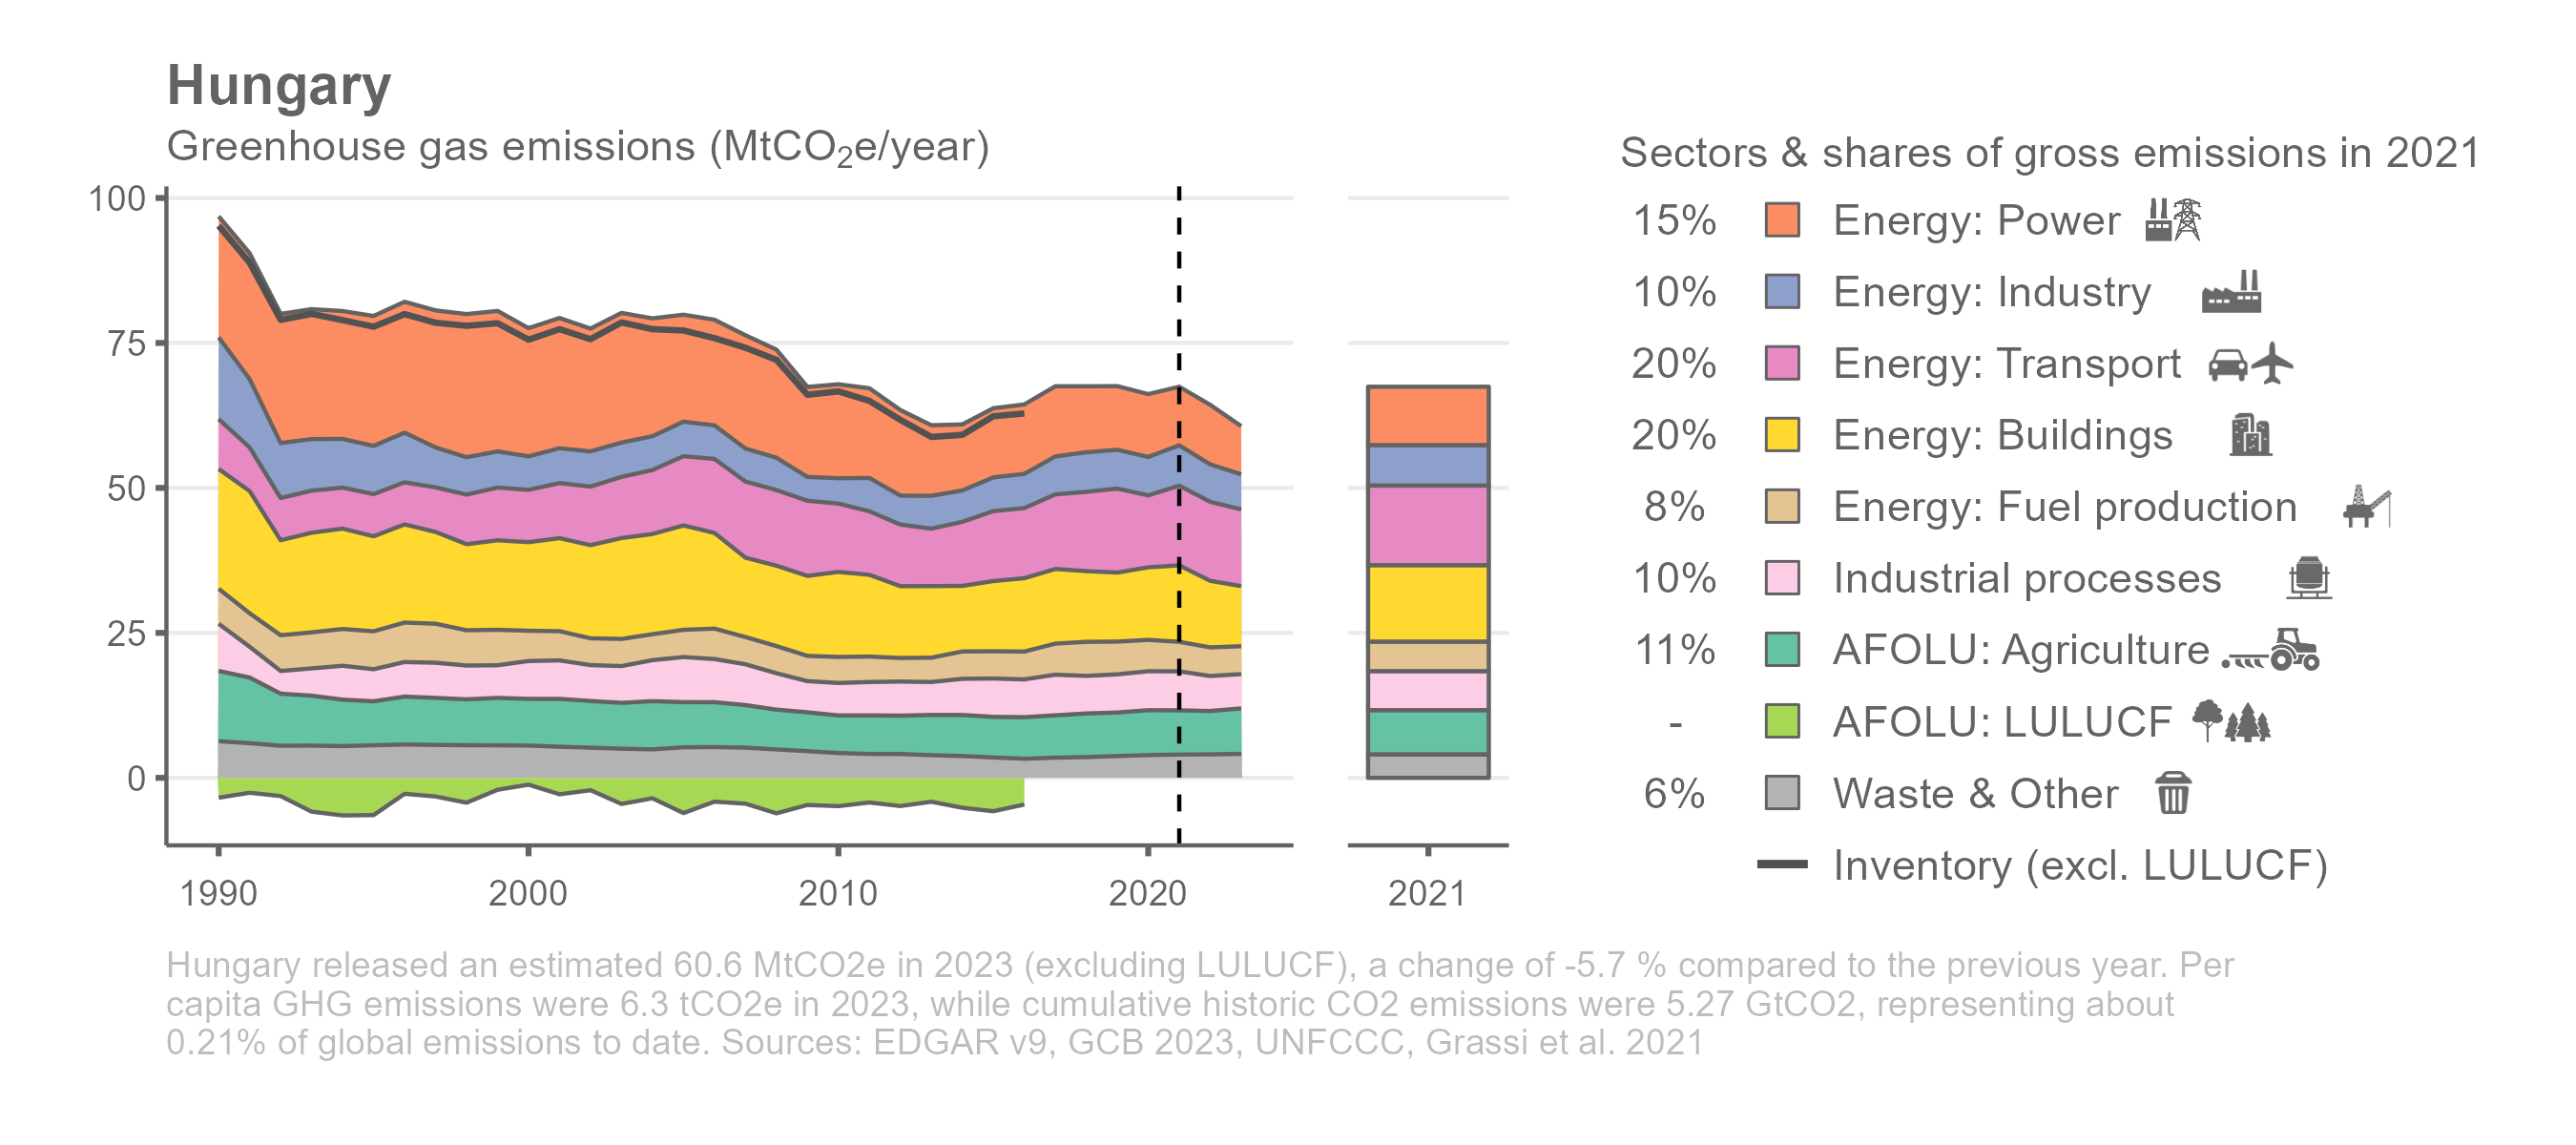 Hungary
Greenhouse gas emissions (MtCO₂e/year)
100
75
50
25
0
1990
2000
2010
2020
2021
Sectors & shares of gross emissions in 2021
15% Energy: Power
10% Energy: Industry
20% Energy: Transport
20% Energy: Buildings
8% Energy: Fuel production
10% Industrial processes
11% AFOLU: Agriculture
- AFOLU: LULUCF
6% Waste & Other
Inventory (excl. LULUCF)
Hungary released an estimated 60.6 MtCO2e in 2023 (excluding LULUCF), a change of -5.7 % compared to the previous year. Per
capita GHG emissions were 6.3 tCO2e in 2023, while cumulative historic CO2 emissions were 5.27 GtCO2, representing about
0.21% of global emissions to date. Sources: EDGAR v9, GCB 2023, UNFCCC, Grassi et al. 2021